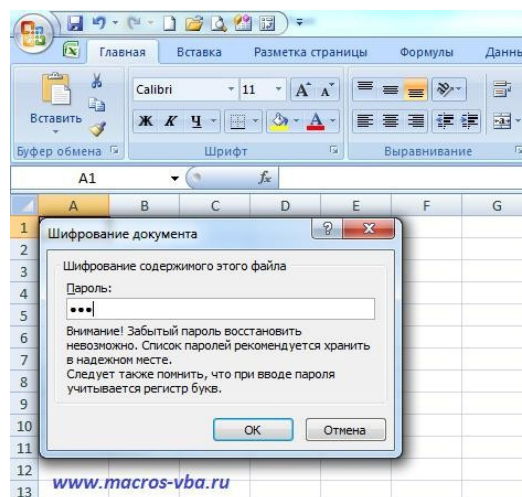 Главная Вставка Разметка страницы Формулы Данны
Calibri 11
Вставить
Ж К Ч
Буфер обмена Шрифт Выравнивание
A1 fx
A B C D E F G
1
Шифрование документа
2
Шифрование содержимого этого файла
3
Пароль:
4
•••
5
Внимание! Забытый пароль восстановить
6
невозможно. Список паролей рекомендуется хранить
7
в надежном месте.
8
Следует также помнить, что при вводе пароля
учитывается регистр букв.
9
10
ОК Отмена
11
12
www.macros-vba.ru
13